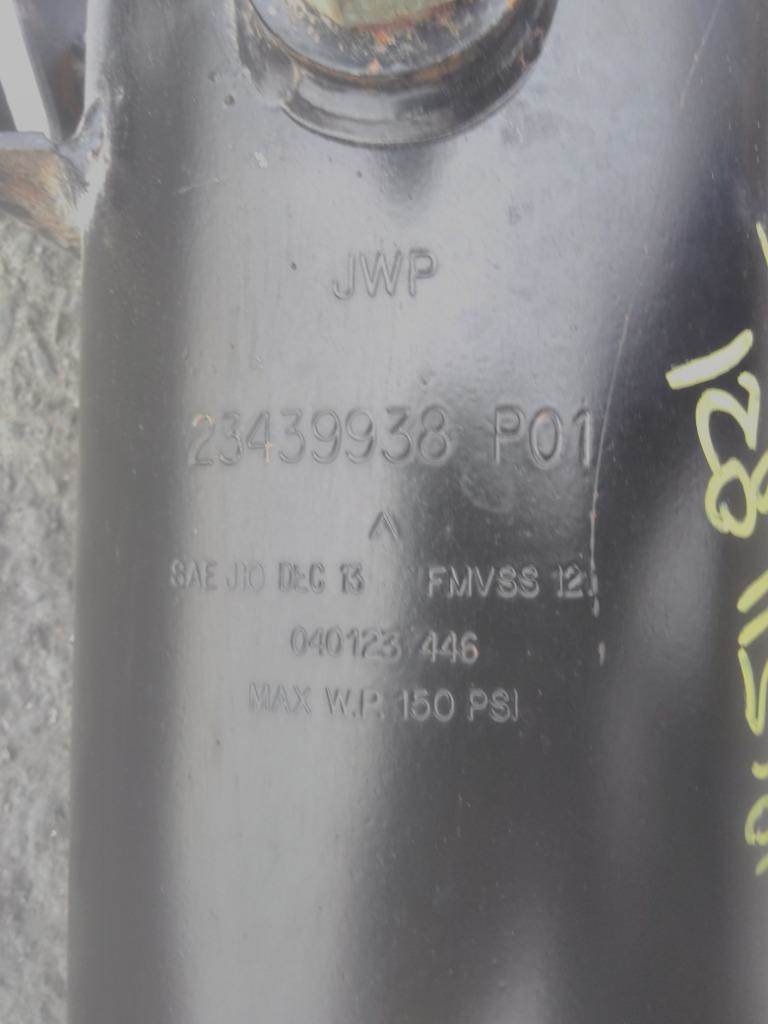 JWP
23439938 P01
^
SAE J10 DEC 13 FMVSS 121
040123 446
MAX W.P. 150 PSI